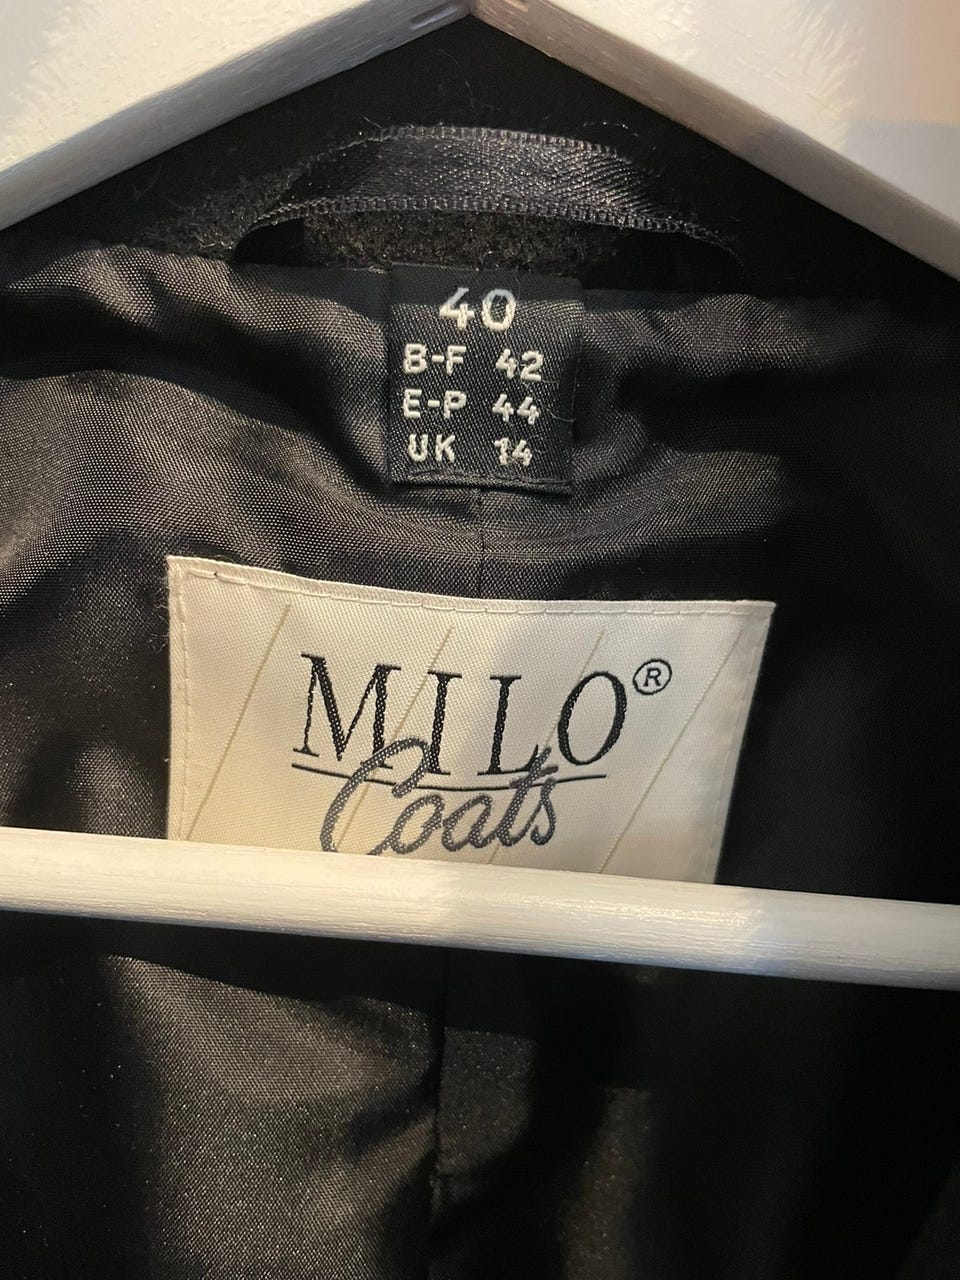 40
B-F 42
E-P 44
UK 14
MILO®
Coats